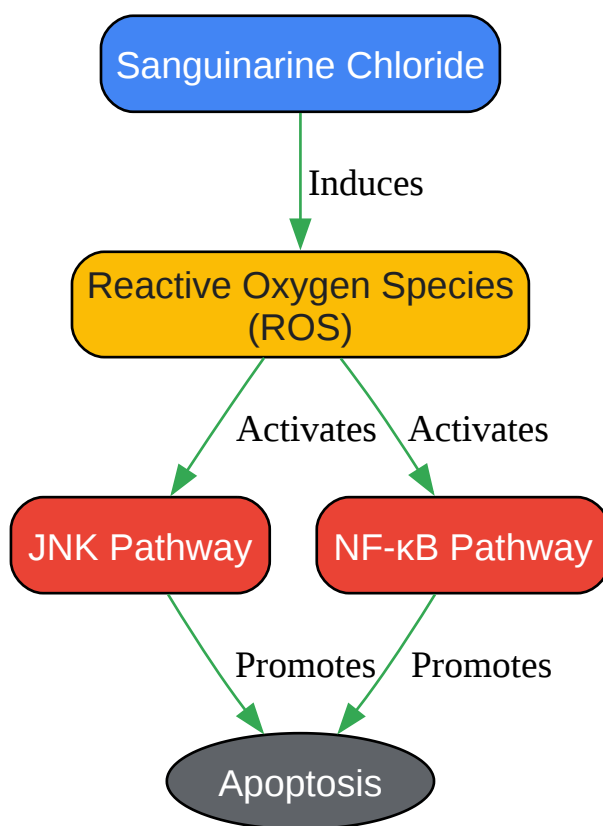 Sanguinarine Chloride
Induces
Reactive Oxygen Species
(ROS)
Activates
Activates
JNK Pathway
NF-κB Pathway
Promotes
Promotes
Apoptosis